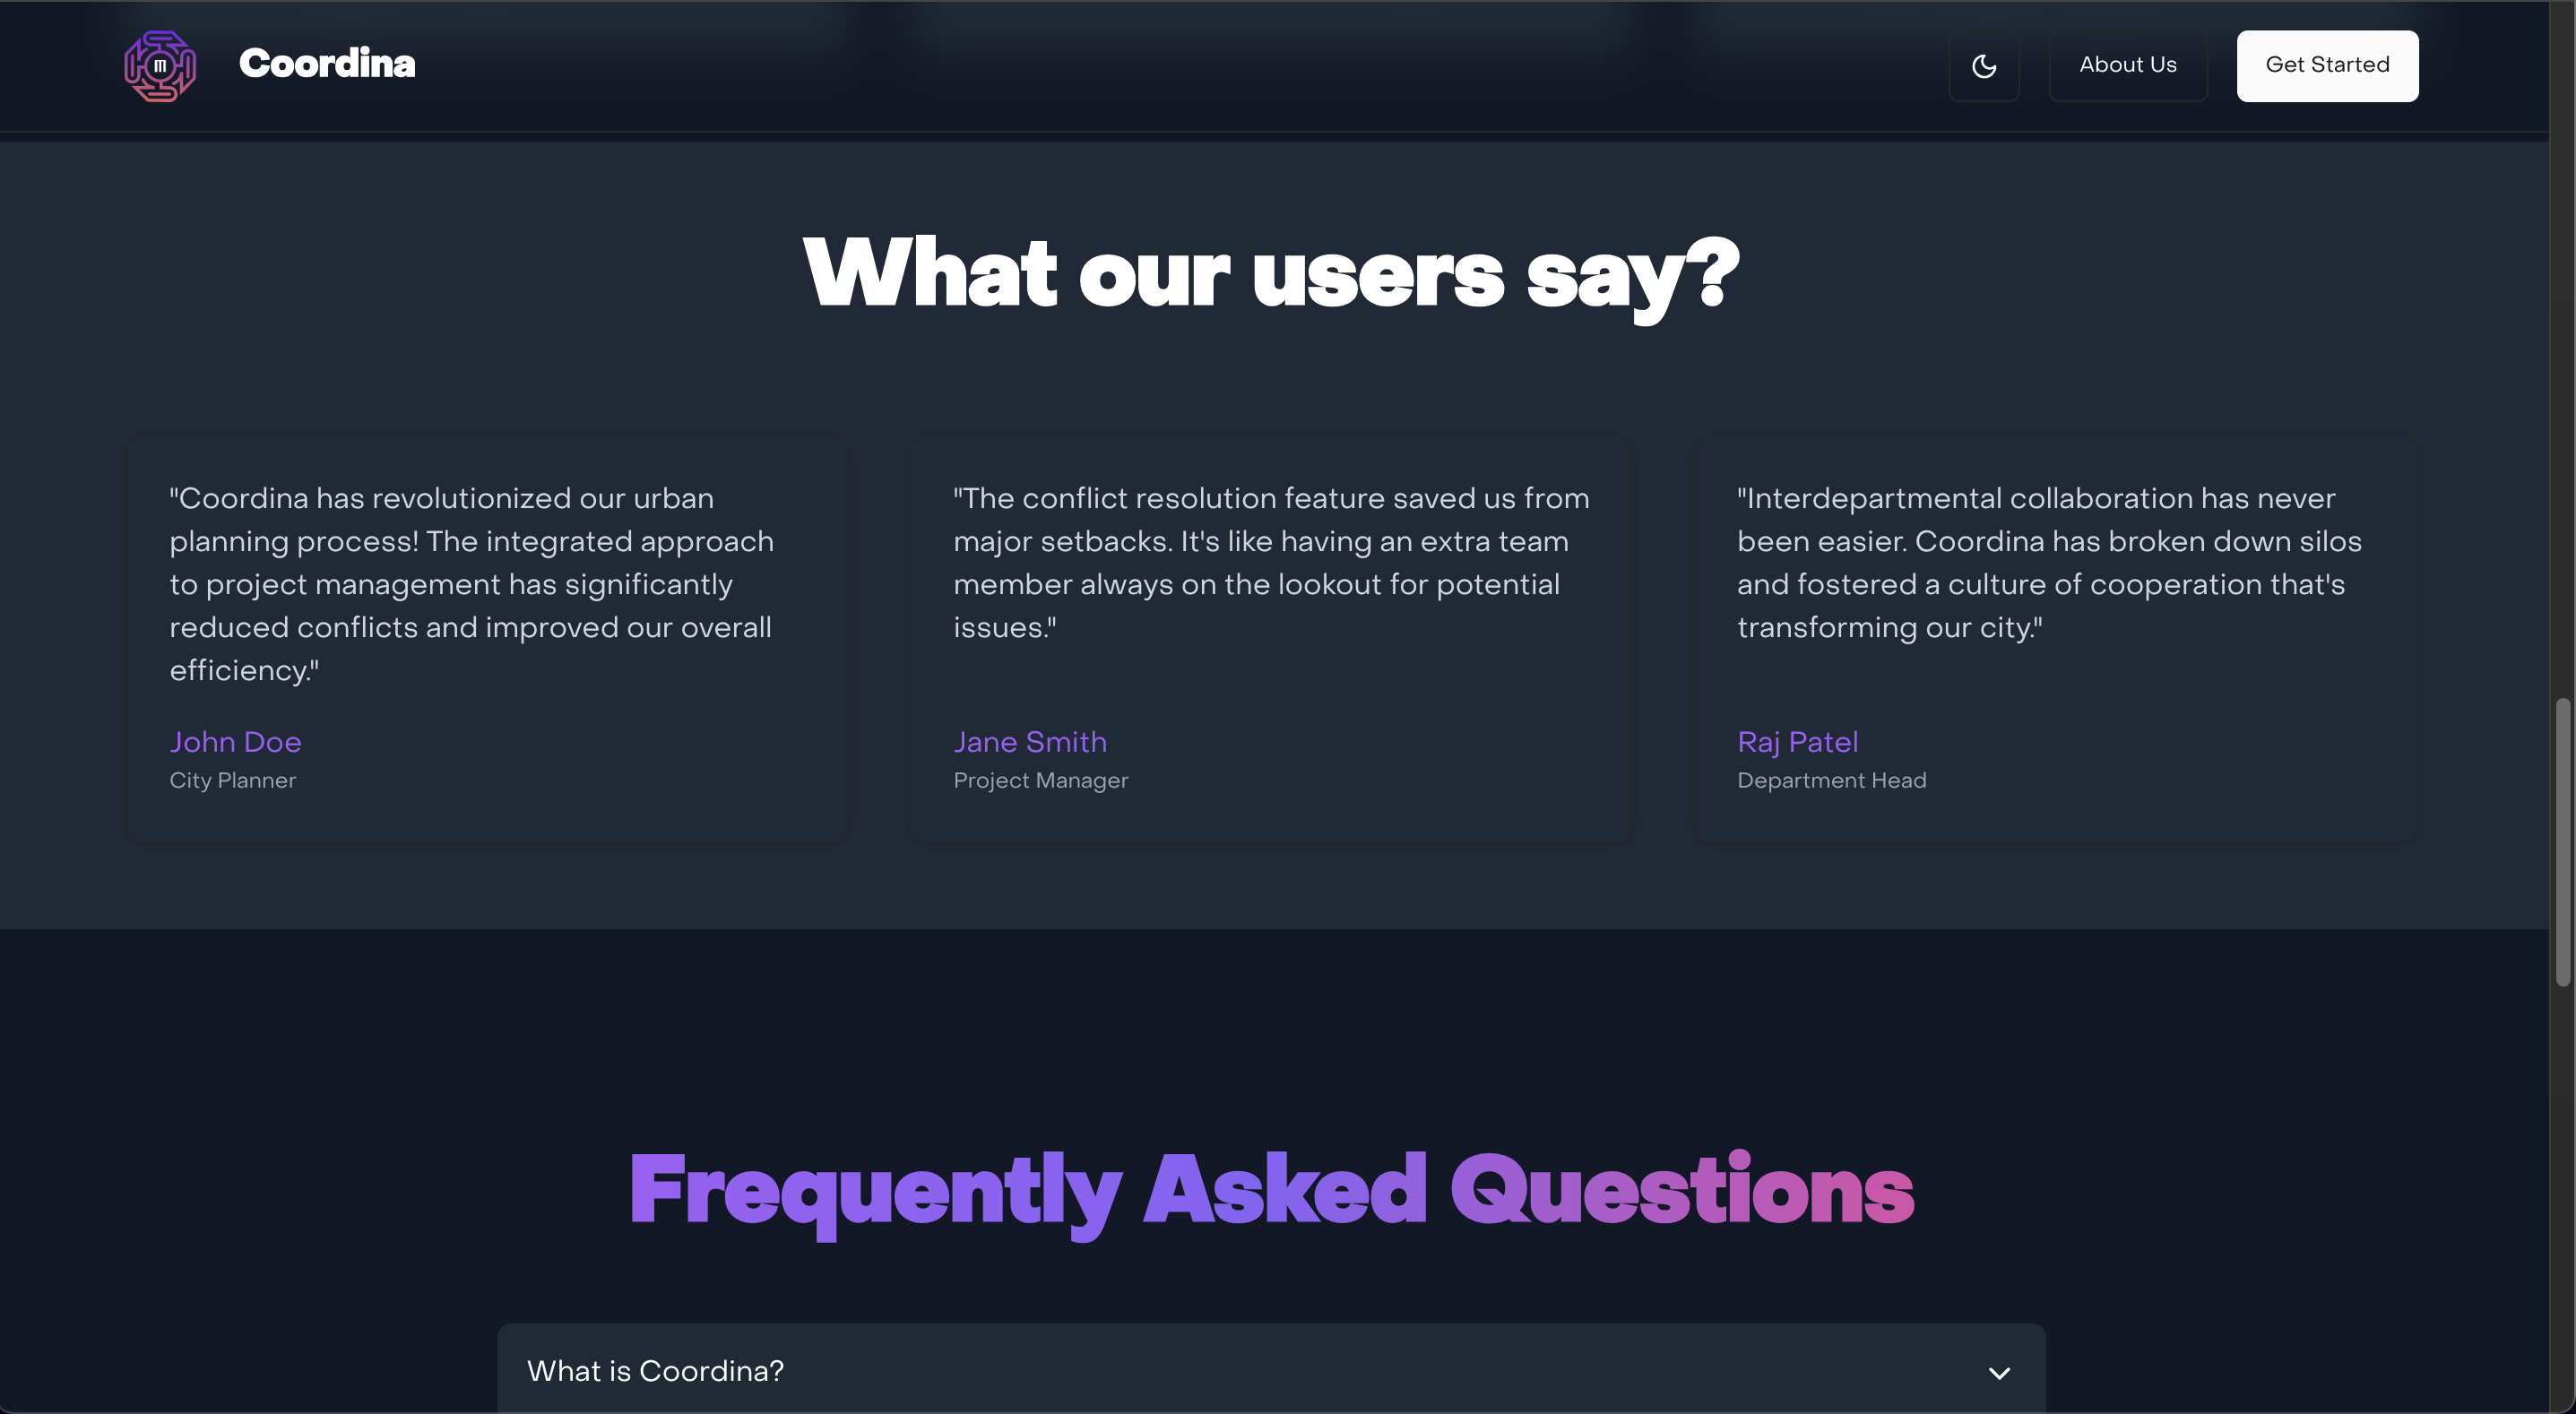 m
Coordina
About Us
Get Started
What our users say?
"Coordina has revolutionized our urban
planning process! The integrated approach
to project management has significantly
reduced conflicts and improved our overall
efficiency."
John Doe
City Planner
"The conflict resolution feature saved us from
major setbacks. It's like having an extra team
member always on the lookout for potential
issues."
Jane Smith
Project Manager
"Interdepartmental collaboration has never
been easier. Coordina has broken down silos
and fostered a culture of cooperation that's
transforming our city."
Raj Patel
Department Head
Frequently Asked Questions
What is Coordina?